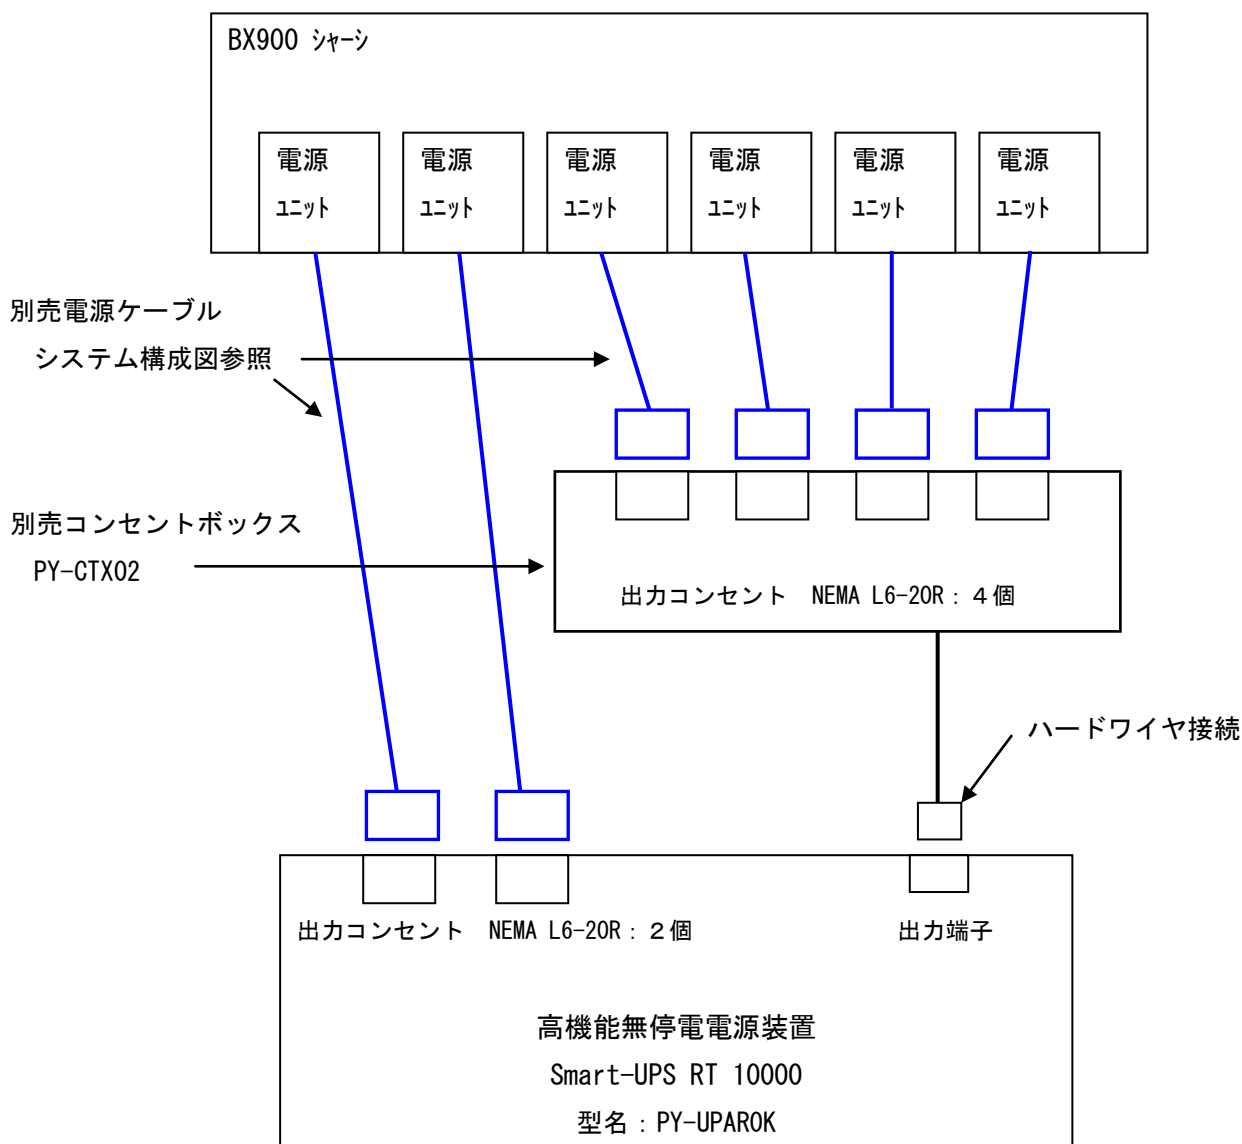 BX900 ｼｬｰｼ
電源 電源 電源 電源 電源 電源
ﾕﾆｯﾄ ﾕﾆｯﾄ ﾕﾆｯﾄ ﾕﾆｯﾄ ﾕﾆｯﾄ ﾕﾆｯﾄ
別売電源ケーブル
システム構成図参照
別売コンセントボックス
PY-CTX02
出力コンセント　NEMA L6-20R：４個
ハードワイヤ接続
出力コンセント　NEMA L6-20R：２個
出力端子
高機能無停電電源装置
Smart-UPS RT 10000
型名：PY-UPAR0K